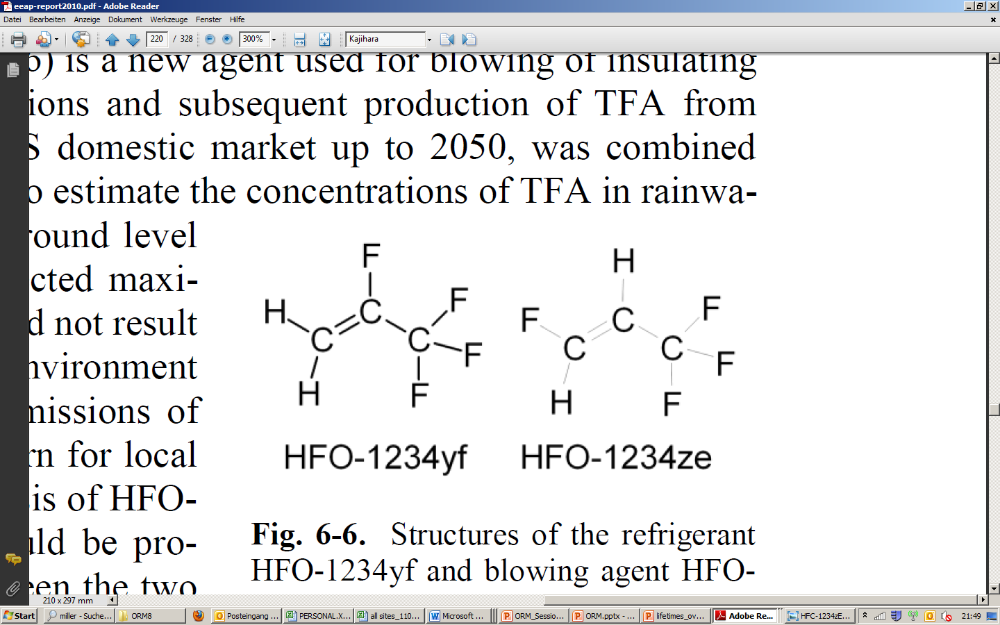 eeap-report2010.pdf - Adobe Reader
Datei Bearbeiten Anzeige Dokument Werkzeuge Fenster Hilfe
220 / 328 300% Kajihara
6) is a new agent used for blowing of insulating
ions and subsequent production of TFA from
S domestic market up to 2050, was combined
o estimate the concentrations of TFA in rainwa-
round level
cted maxi-
d not result
nvironment
missions of
rn for local
is of HFO-
uld be pro-
een the two
F
H C F
C C F
H F
HFO-1234yf
H
F C F
C C F
H F
HFO-1234ze
Fig. 6-6. Structures of the refrigerant
HFO-1234yf and blowing agent HFO-
210 x 297 mm
Start miller - Suche... ORM8 Posteingang ... PERSONAL.X... all sites_110... Microsoft ... ORM_Sessio... ORM.pptx - ... lifetimes_ov... Adobe Re... HFC-1234zE... 21:49